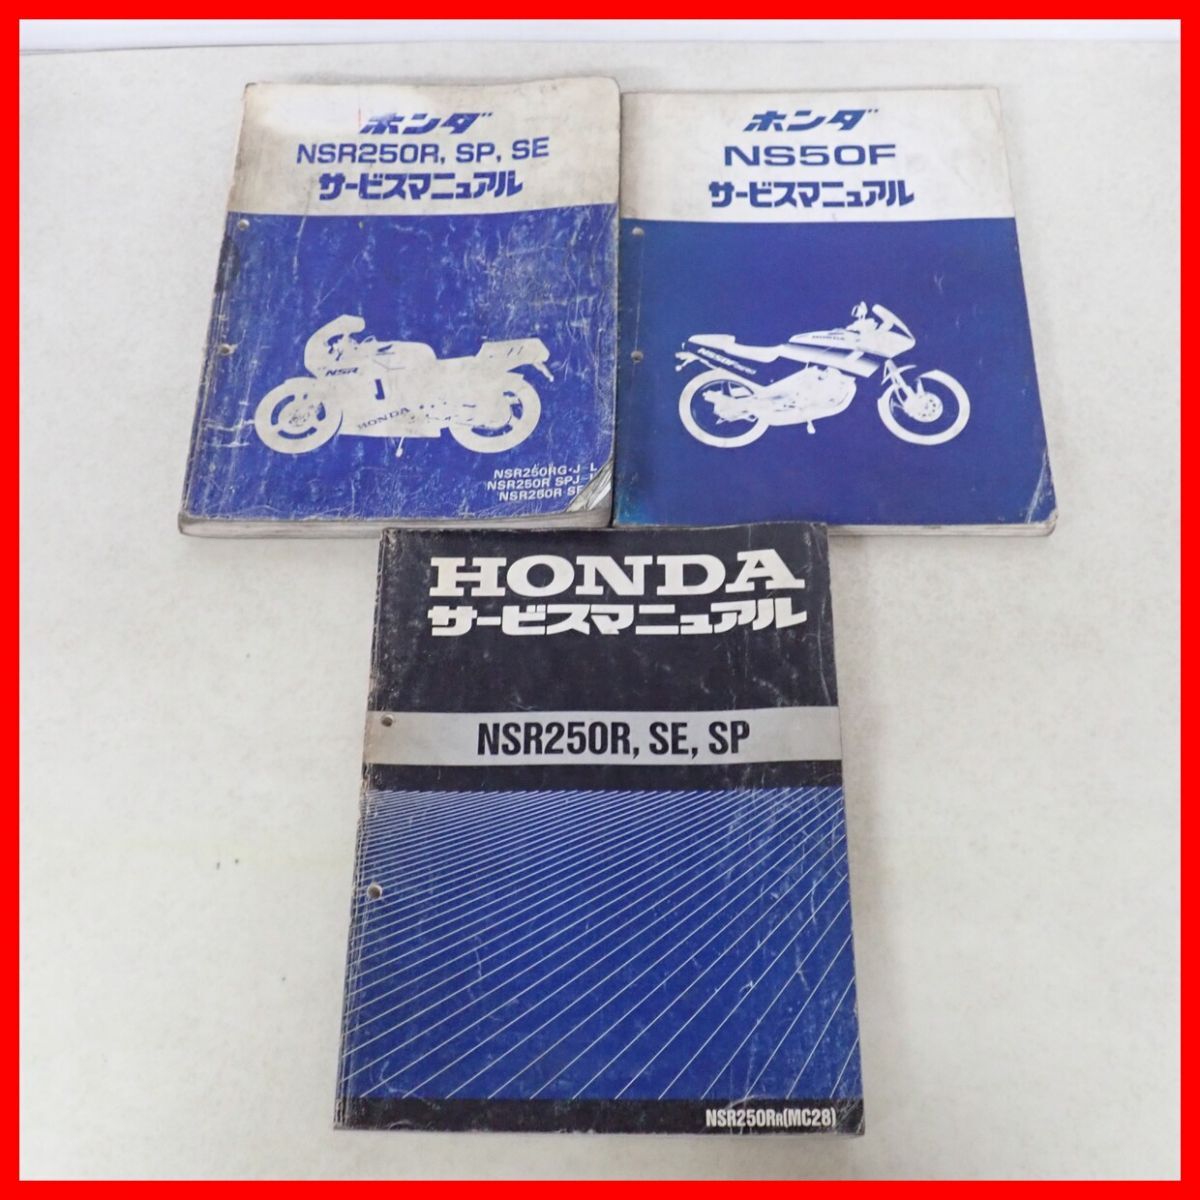 ホンダ
NSR250R, SP, SE
サービスマニュアル
NSR
HONDA
NSR250RG·J-L
NSR250R SPJ-
NSR250R SE
ホンダ
NS50F
サービスマニュアル
HONDA
NS50F
HONDA
サービスマニュアル
NSR250R, SE, SP
NSR250RR(MC28)